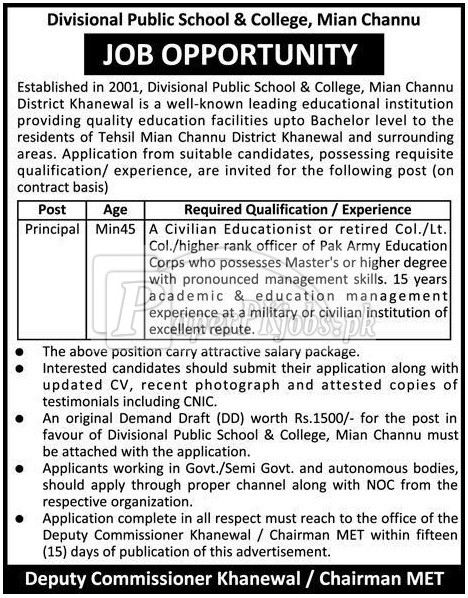 Divisional Public School & College, Mian Channu
JOB OPPORTUNITY
Established in 2001, Divisional Public School & College, Mian Channu
District Khanewal is a well-known leading educational institution
providing quality education facilities upto Bachelor level to the
residents of Tehsil Mian Channu District Khanewal and surrounding
areas. Application from suitable candidates, possessing requisite
qualification/ experience, are invited for the following post (on
contract basis)
Post Age Required Qualification / Experience
Principal Min45 A Civilian Educationist or retired Col./Lt.
Col./higher rank officer of Pak Army Education
Corps who possesses Master's or higher degree
with pronounced management skills. 15 years
academic & education management
experience at a military or civilian institution of
excellent repute.
PaperPkjobs.pk
• The above position carry attractive salary package.
• Interested candidates should submit their application along with
updated CV, recent photograph and attested copies of
testimonials including CNIC.
• An original Demand Draft (DD) worth Rs.1500/- for the post in
favour of Divisional Public School & College, Mian Channu must
be attached with the application.
• Applicants working in Govt./Semi Govt. and autonomous bodies,
should apply through proper channel along with NOC from the
respective organization.
• Application complete in all respect must reach to the office of the
Deputy Commissioner Khanewal / Chairman MET within fifteen
(15) days of publication of this advertisement.
Deputy Commissioner Khanewal / Chairman MET